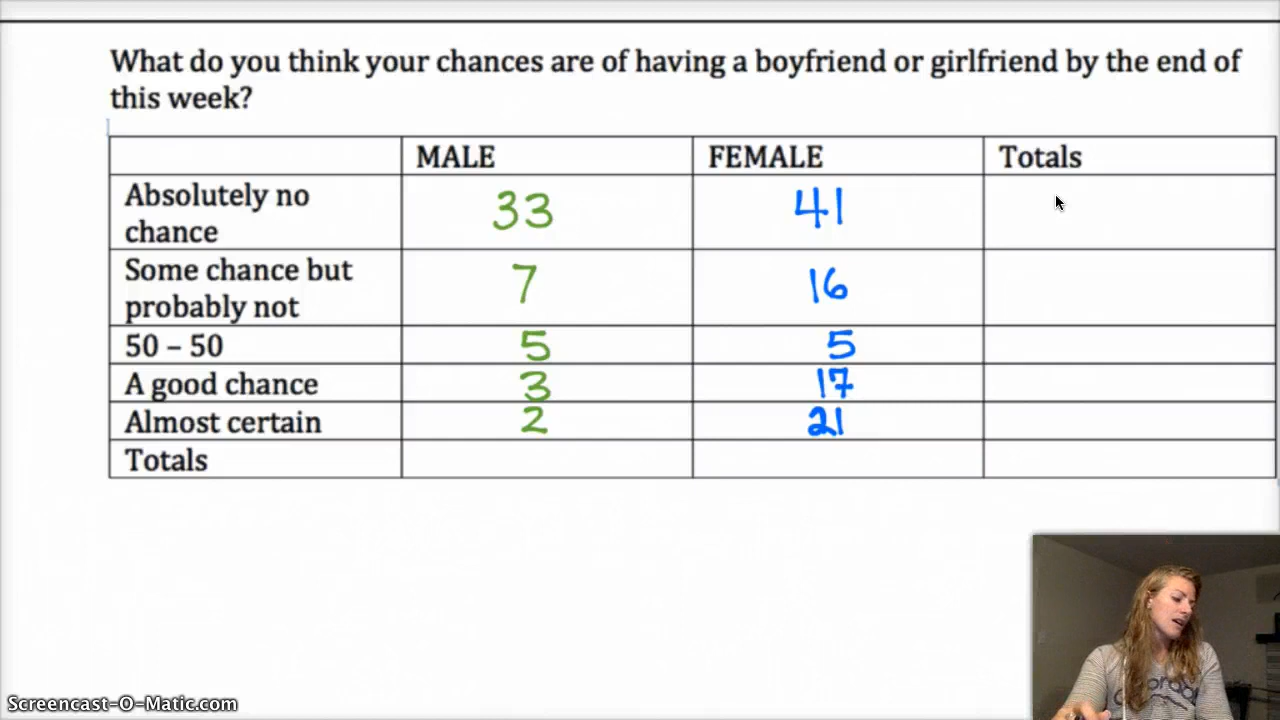 What do you think your chances are of having a boyfriend or girlfriend by the end of
this week?
MALE FEMALE Totals
Absolutely no
chance 33 41
Some chance but
probably not 7 16
50 – 50 5 5
A good chance 3 17
Almost certain 2 21
Totals
Screencast-O-Matic.com